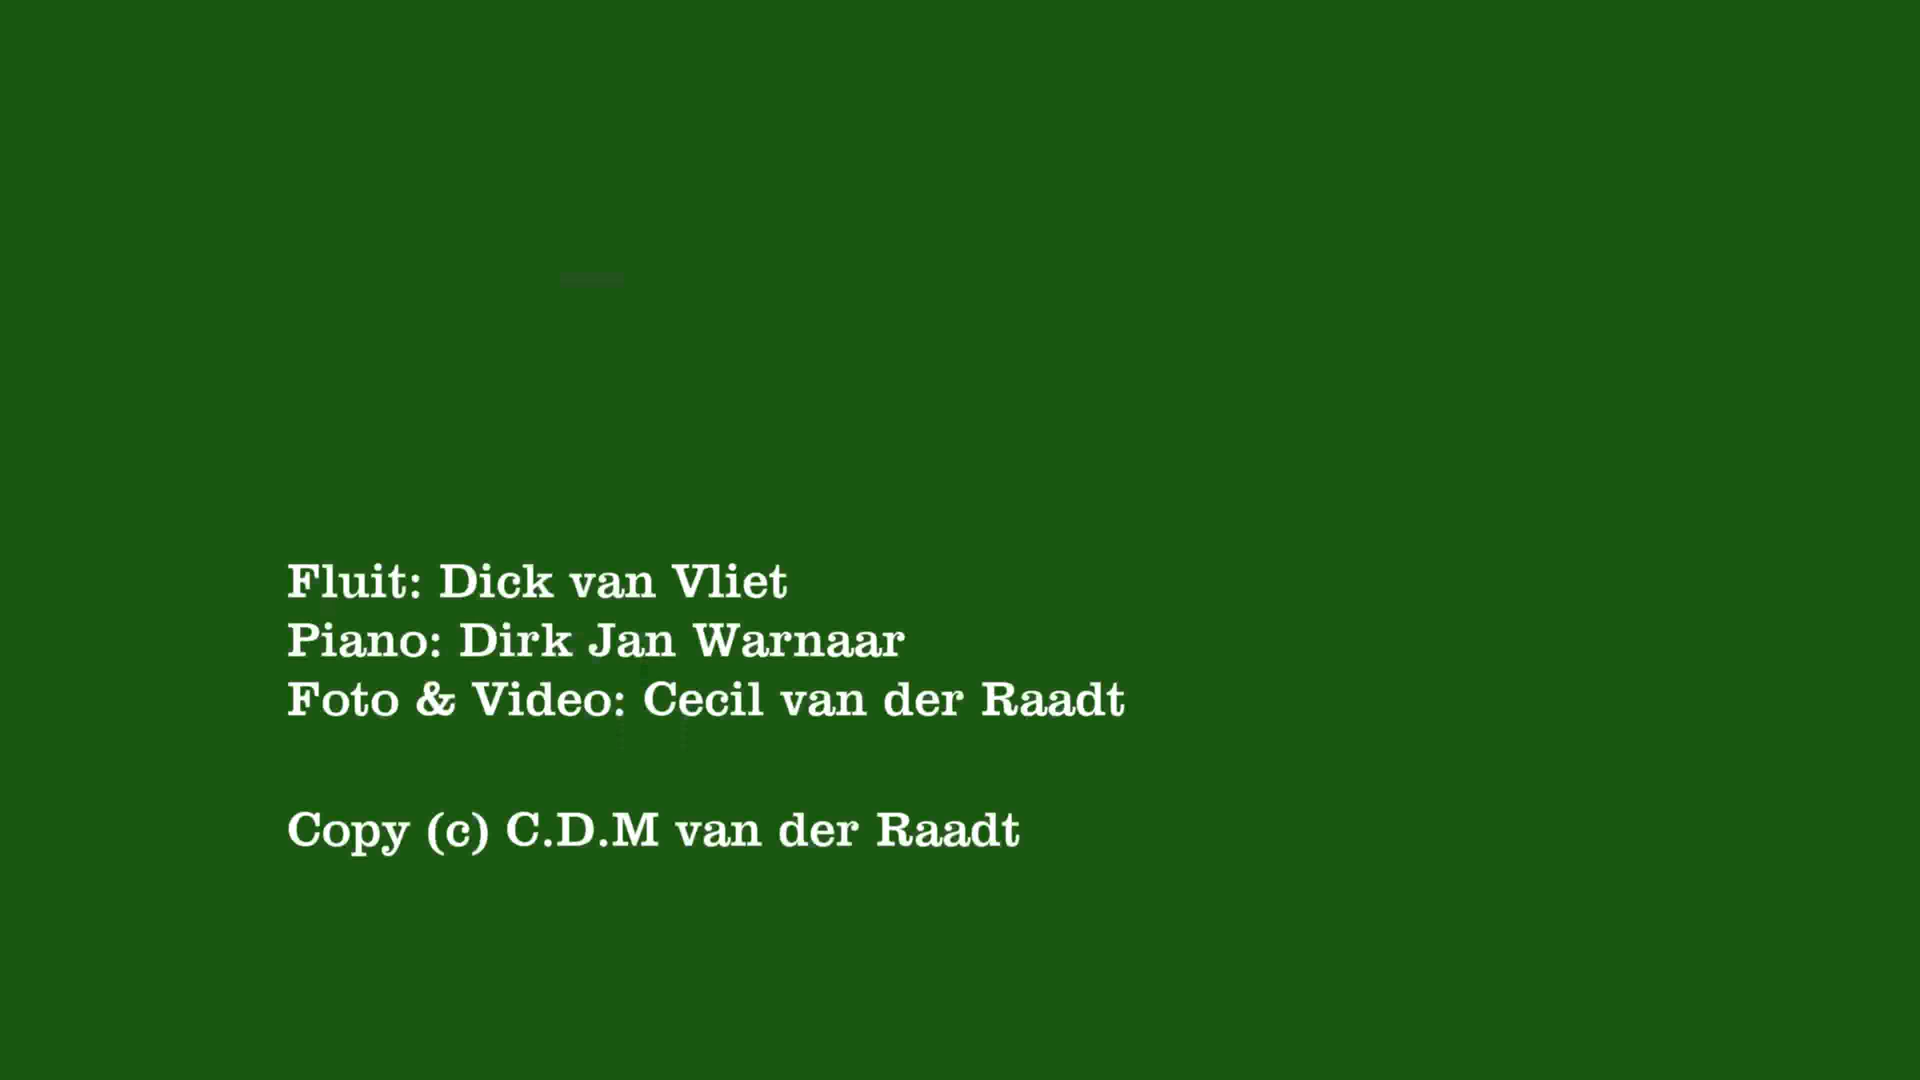 Fluit: Dick van Vliet
Piano: Dirk Jan Warnaar
Foto & Video: Cecil van der Raadt
Copy (c) C.D.M van der Raadt